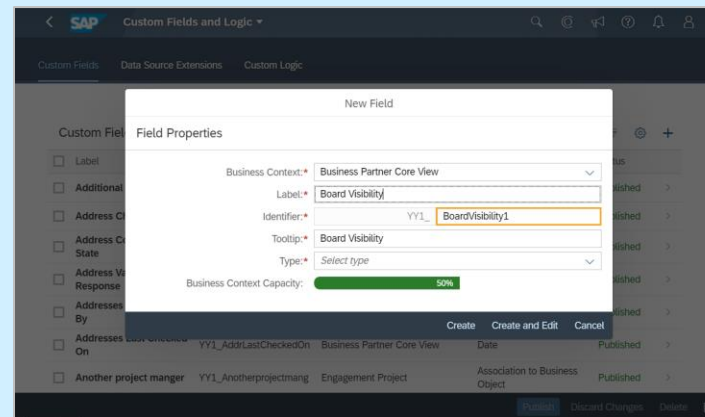 SAP Custom Fields and Logic
Custom Fields Data Source Extensions Custom Logic
New Field
Custom Fiel
Field Properties
Label
Business Context:* Business Partner Core View
Additional
Label:* Board Visibility
Address
Identifier:* YY1_ BoardVisibility1
Address
State
Tooltip:* Board Visibility
Address Va
Response
Type:* Select type
Business Context Capacity: 50%
Addresses
By
Create Create and Edit Cancel
Addresses Last Checked
On
YY1_AddrLastCheckedOn Business Partner Core View Date Published
Another project manger YY1_Anotherprojectmang Engagement Project Association to Business
Object
Published
Publish Discard Changes Delete